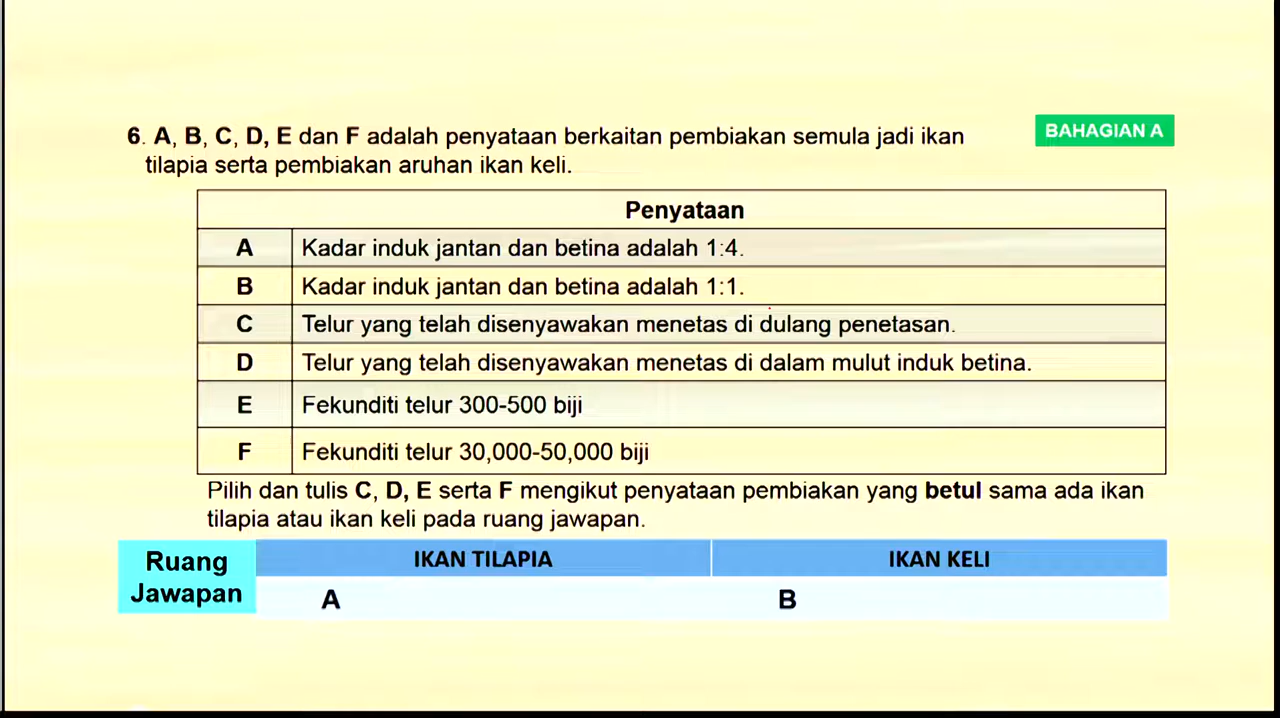 6. A, B, C, D, E dan F adalah penyataan berkaitan pembiakan semula jadi ikan
tilapia serta pembiakan aruhan ikan keli.
BAHAGIAN A
Penyataan
A Kadar induk jantan dan betina adalah 1:4.
B Kadar induk jantan dan betina adalah 1:1.
C Telur yang telah disenyawakan menetas di dulang penetasan.
D Telur yang telah disenyawakan menetas di dalam mulut induk betina.
E Fekunditi telur 300-500 biji
F Fekunditi telur 30,000-50,000 biji
Pilih dan tulis C, D, E serta F mengikut penyataan pembiakan yang betul sama ada ikan
tilapia atau ikan keli pada ruang jawapan.
Ruang
Jawapan
IKAN TILAPIA IKAN KELI
A B